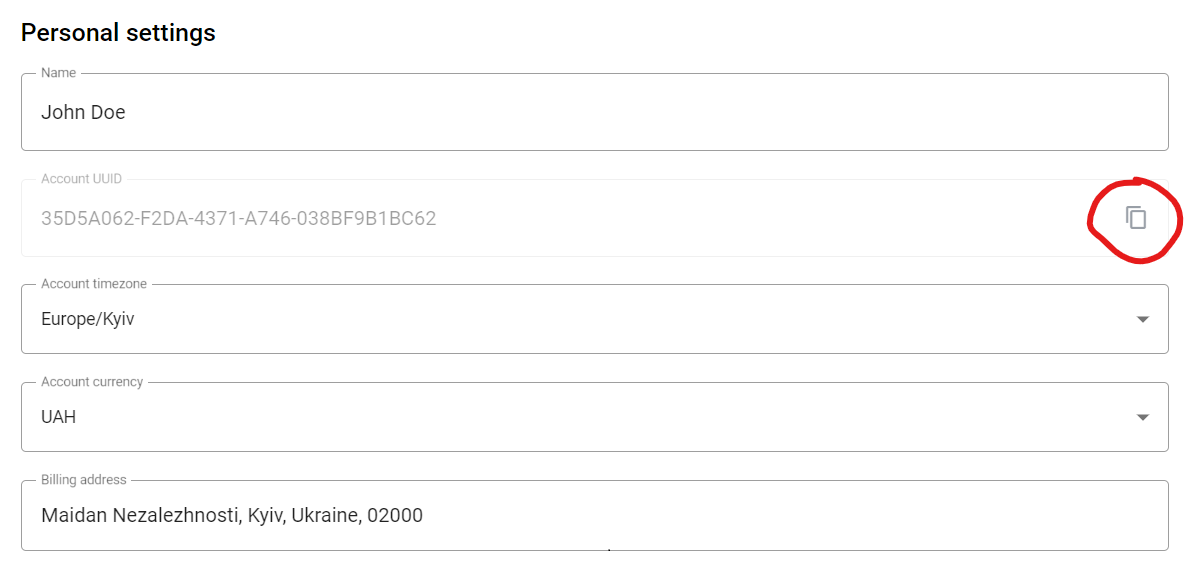 Personal settings
Name
John Doe
Account UUID
35D5A062-F2DA-4371-A746-038BF9B1BC62
Account timezone
Europe/Kyiv
Account currency
UAH
Billing address
Maidan Nezalezhnosti, Kyiv, Ukraine, 02000